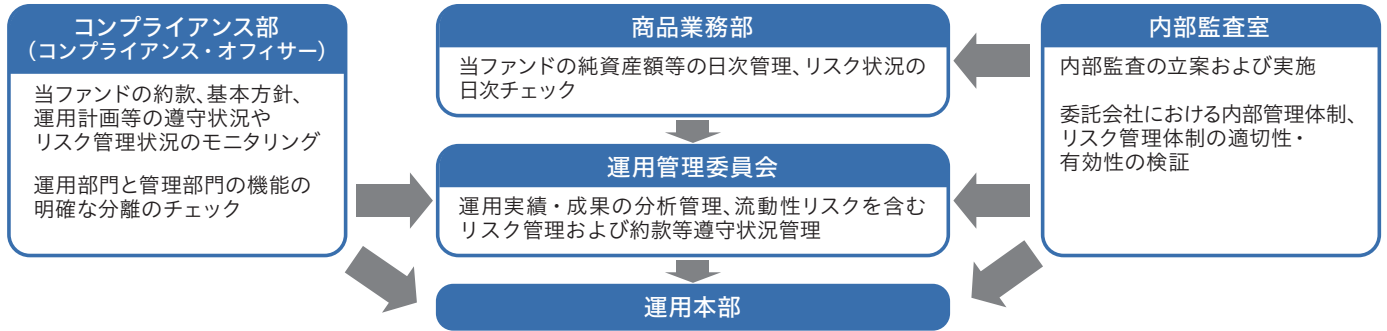 コンプライアンス部
（コンプライアンス・オフィサー）
当ファンドの約款、基本方針、
運用計画等の遵守状況や
リスク管理状況のモニタリング
運用部門と管理部門の機能の
明確な分離のチェック
商品業務部
当ファンドの純資産額等の日次管理、リスク状況の
日次チェック
運用管理委員会
運用実績・成果の分析管理、流動性リスクを含む
リスク管理および約款等遵守状況管理
運用本部
内部監査室
内部監査の立案および実施
委託会社における内部管理体制、
リスク管理体制の適切性・
有効性の検証